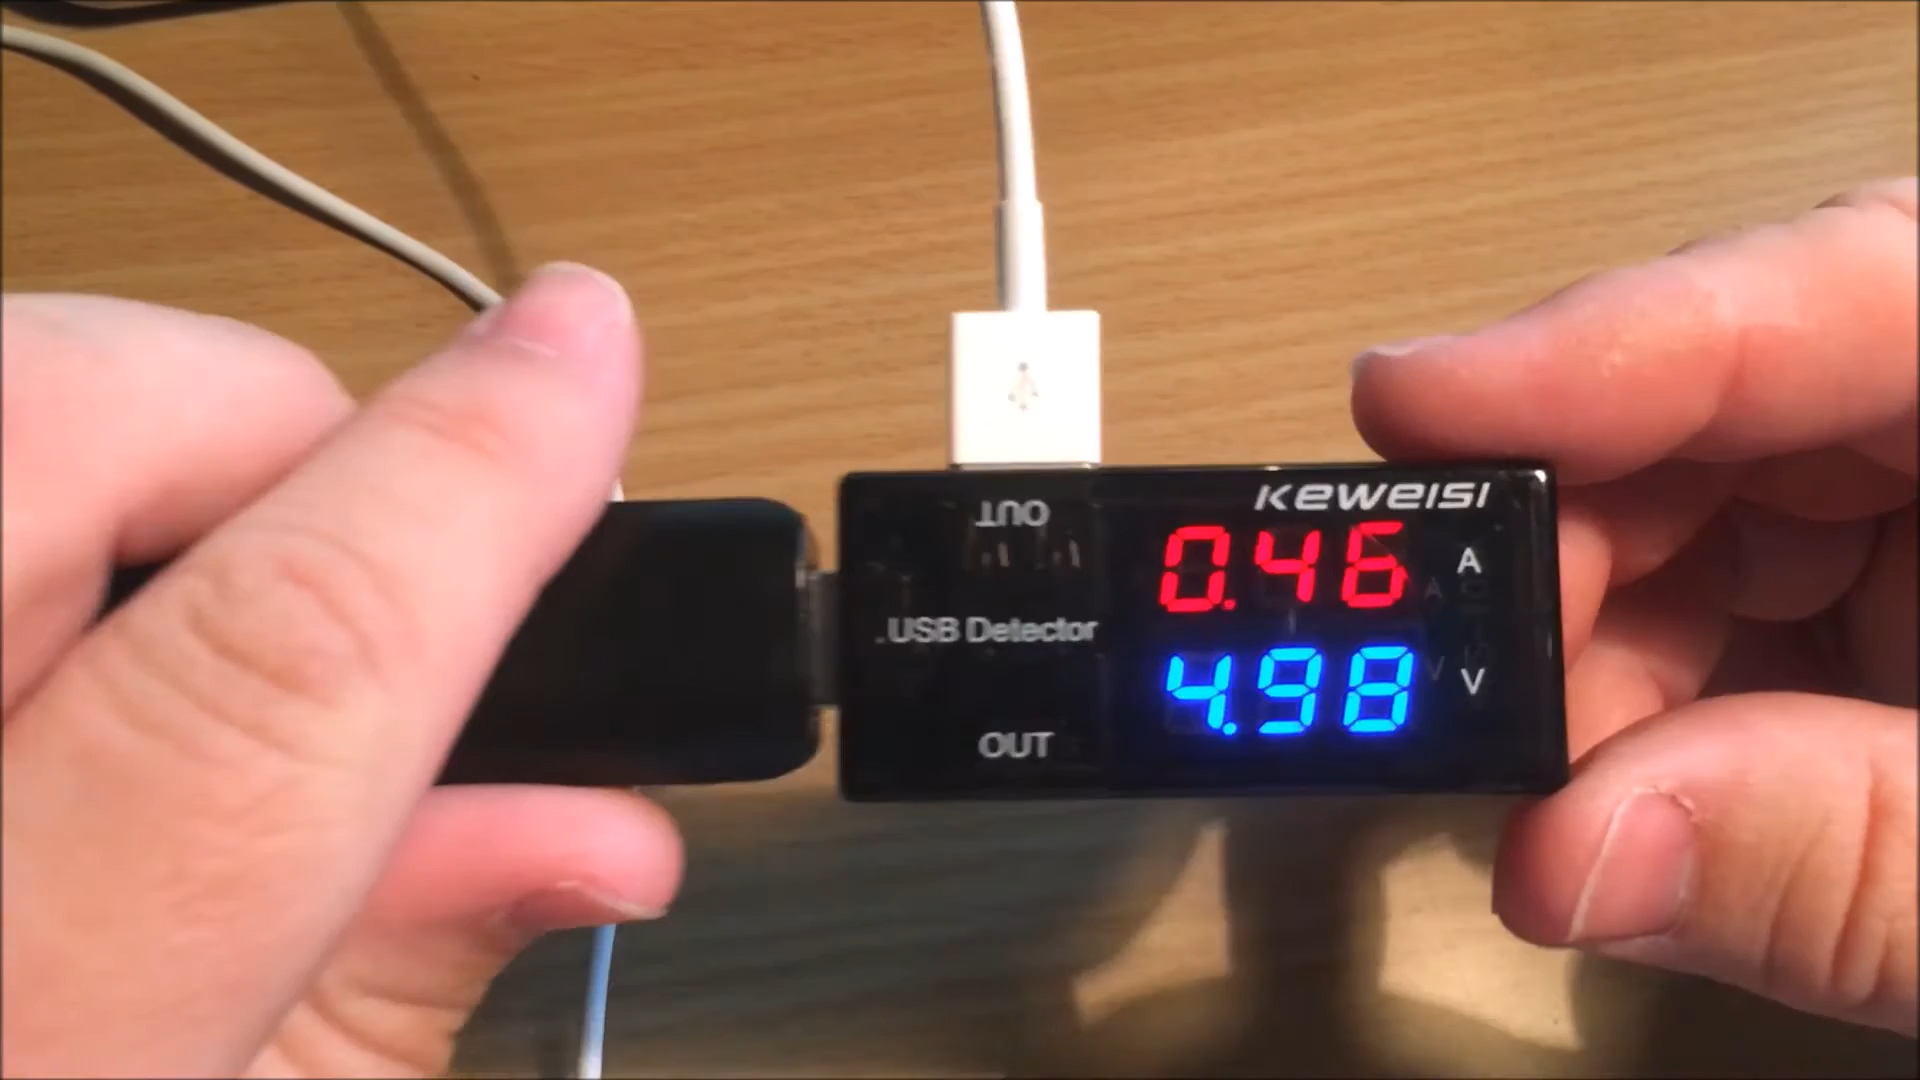 KEWEISI
OUT
0.46 A
USB Detector
4.98 V
OUT